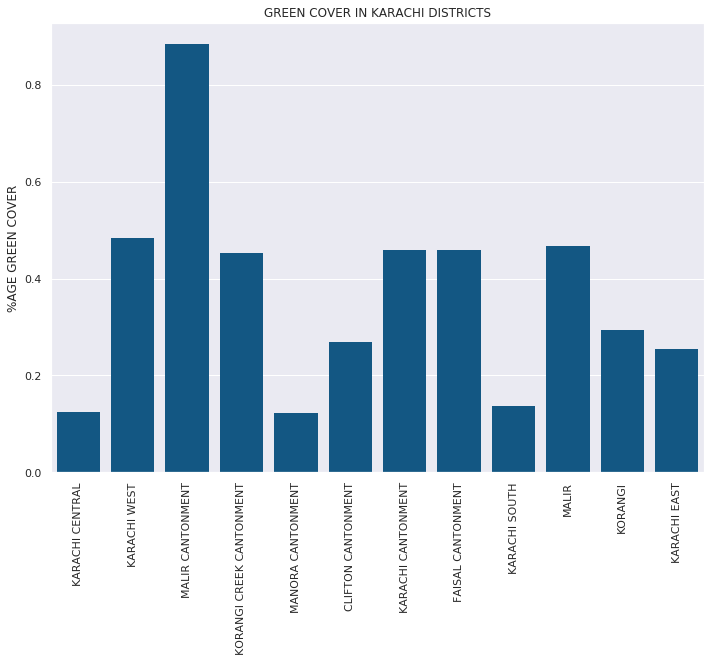 GREEN COVER IN KARACHI DISTRICTS
%AGE GREEN COVER
0.8
0.6
0.4
0.2
0.0
KARACHI CENTRAL
KARACHI WEST
MALIR CANTONMENT
KORANGI CREEK CANTONMENT
MANORA CANTONMENT
CLIFTON CANTONMENT
KARACHI CANTONMENT
FAISAL CANTONMENT
KARACHI SOUTH
MALIR
KORANGI
KARACHI EAST